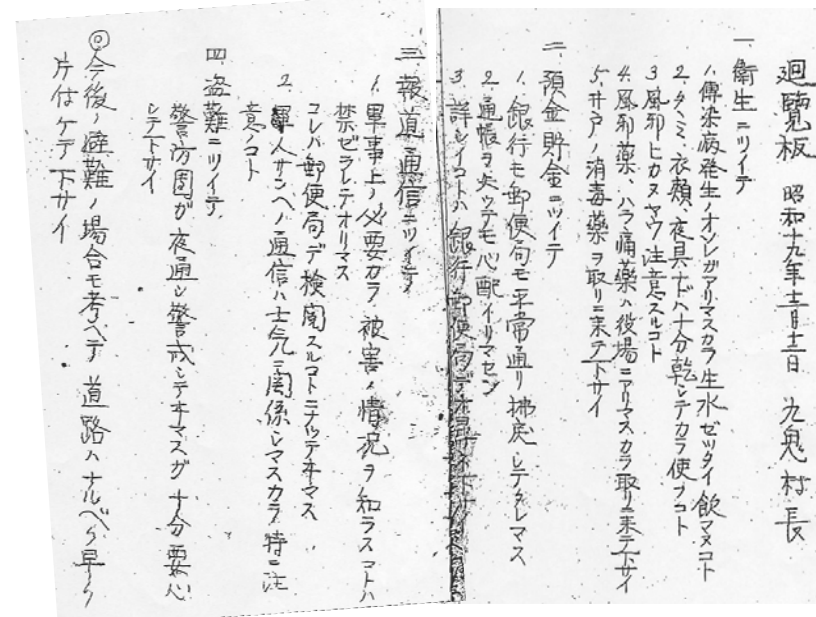 廻覧板 昭和十九年十二月十二日 九鬼村長
一、衛生ニツイテ
1. 傳染病発生ノオソレガアリマスカラ生水ゼッタイ飲マヌコト
2. タヽミ、衣類、夜具ナドハ十分乾シテカラ使フコト
3 風邪ヒカヌヤウ注意スルコト
4. 風邪薬、ハラ痛薬ハ役場ニアリマスカラ取リニ来テ下サイ
5. 井戸ノ消毒薬ヲ取リニ来テ下サイ
二、預金貯金ニツイテ
1. 銀行モ郵便局モ平常通リ拂戻シテクレマス
2. 通帳ヲ失ッテモ心配イリマセン
3 詳シイコトハ銀行郵便局デ
三、報道通信ニツイテ
1. 軍事上ノ必要カラ被害ノ情況ヲ知ラスコトハ
禁ゼラレテオリマス
コレハ郵便局デ検閲スルコトニナッテヰマス
2. 軍人サンヘノ通信ハ士気ニ関係シマスカラ特ニ注
意ノコト
四、盗難ニツイテ
警防團ガ夜通シ警戒シテヰマスガ十分要心
シテ下サイ
◎今後ノ避難ノ場合モ考ヘテ道路ハナルベク早ク
片付ケテ下サイ